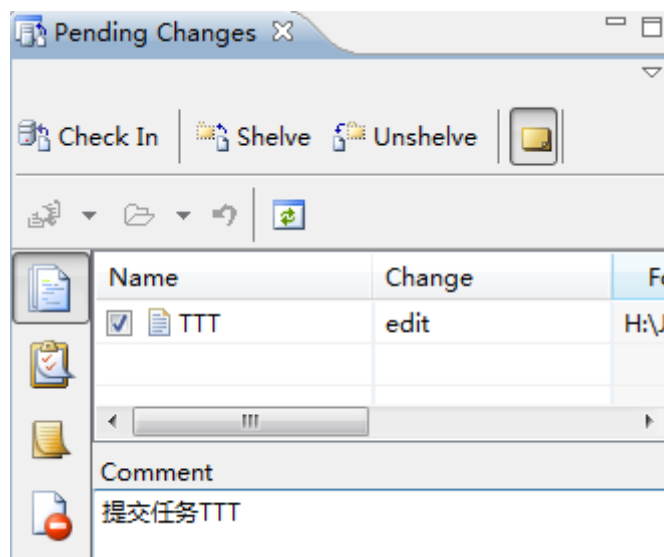 Pending Changes
Check In Shelve Unshelve
Name Change
TTT edit H:\
Comment
提交任务TTT